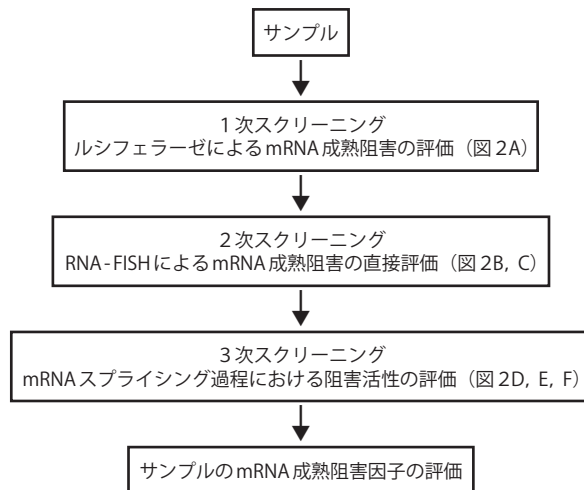 サンプル
1次スクリーニング
ルシフェラーゼによるmRNA成熟阻害の評価（図2A）
2次スクリーニング
RNA-FISHによるmRNA成熟阻害の直接評価（図2B, C）
3次スクリーニング
mRNAスプライシング過程における阻害活性の評価（図2D, E, F）
サンプルのmRNA成熟阻害因子の評価